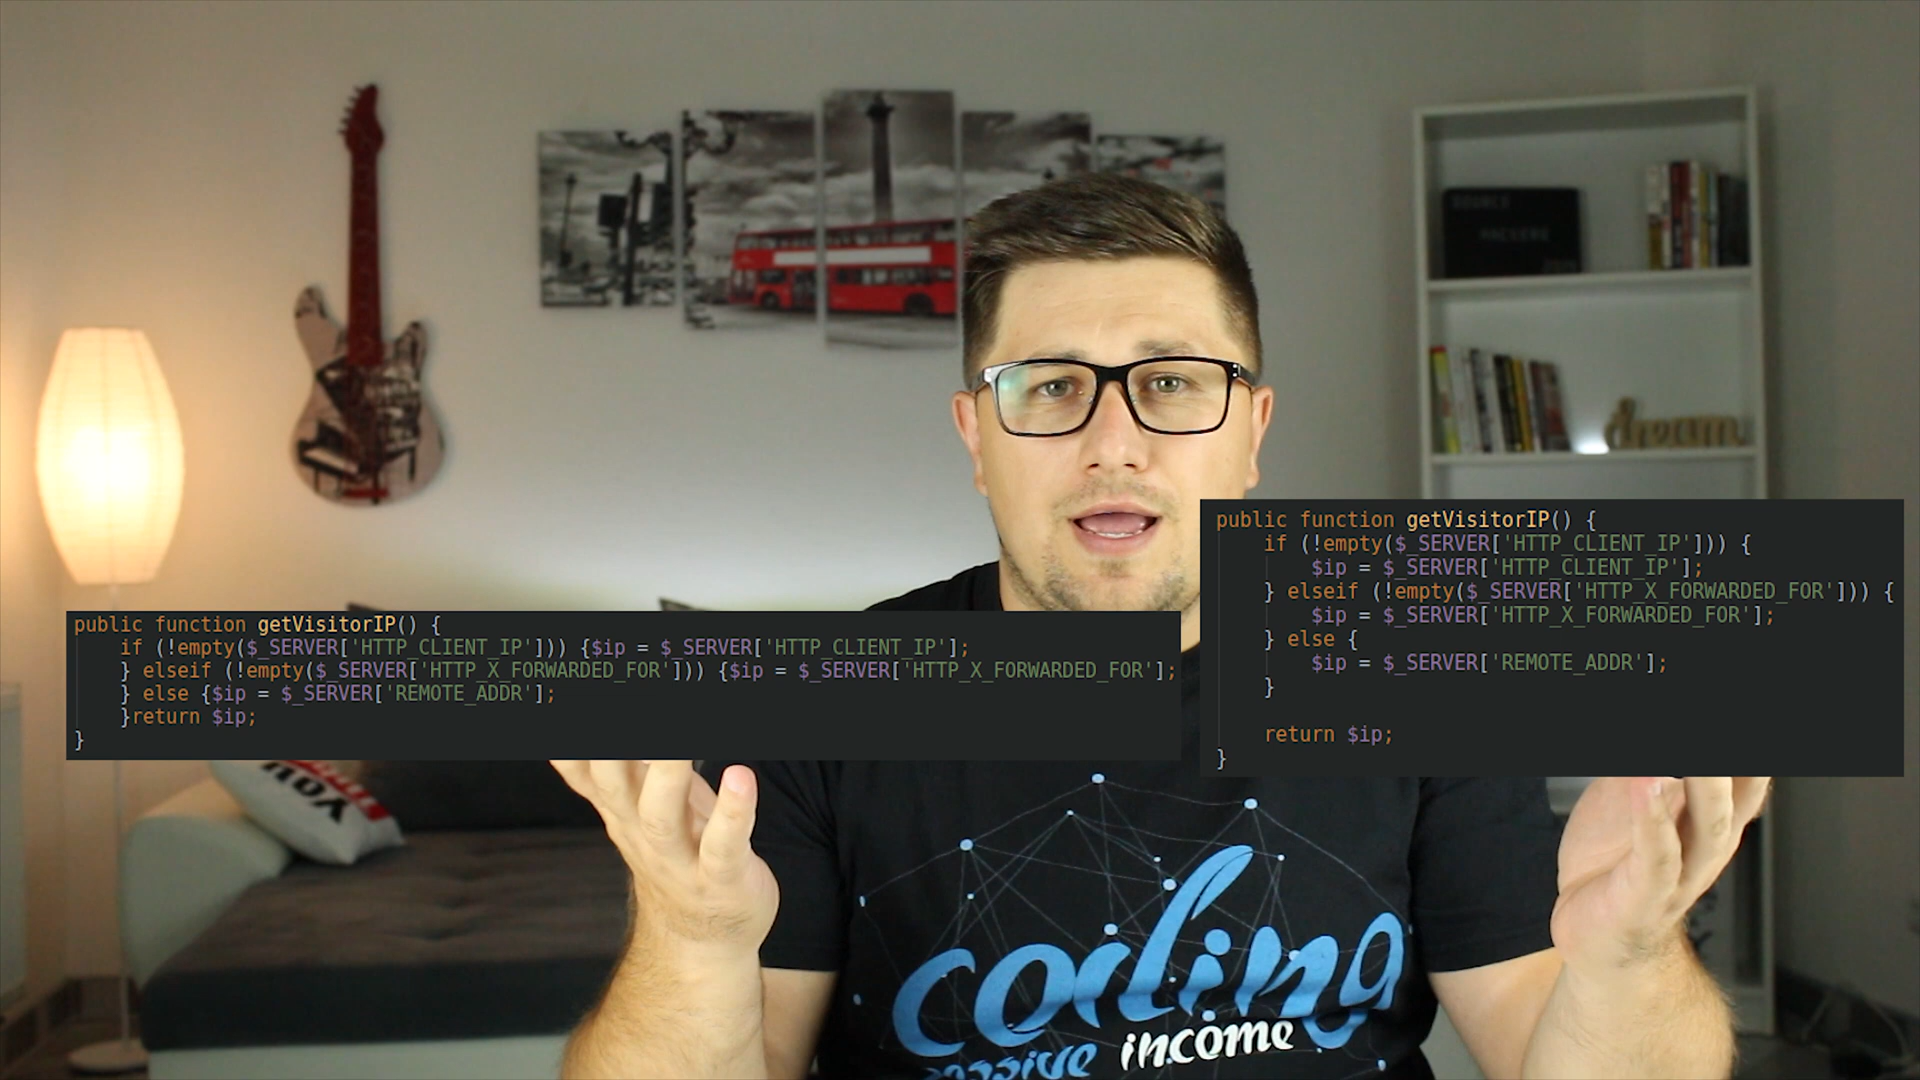 public function getVisitorIP() {
if (!empty($_SERVER['HTTP_CLIENT_IP'])) {$ip = $_SERVER['HTTP_CLIENT_IP'];
} elseif (!empty($_SERVER['HTTP_X_FORWARDED_FOR'])) {$ip = $_SERVER['HTTP_X_FORWARDED_FOR'];
} else {$ip = $_SERVER['REMOTE_ADDR'];
}return $ip;
}
public function getVisitorIP() {
if (!empty($_SERVER['HTTP_CLIENT_IP'])) {
$ip = $_SERVER['HTTP_CLIENT_IP'];
} elseif (!empty($_SERVER['HTTP_X_FORWARDED_FOR'])) {
$ip = $_SERVER['HTTP_X_FORWARDED_FOR'];
} else {
$ip = $_SERVER['REMOTE_ADDR'];
}
return $ip;
}
dream
YOU
coding
passive income